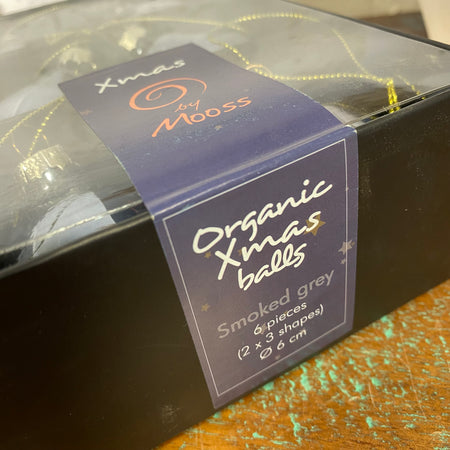 Xmas
by
Mooss
Organic
Xmas
balls
Smoked grey
6 pieces
(2 x 3 shapes)
Ø 6 cm